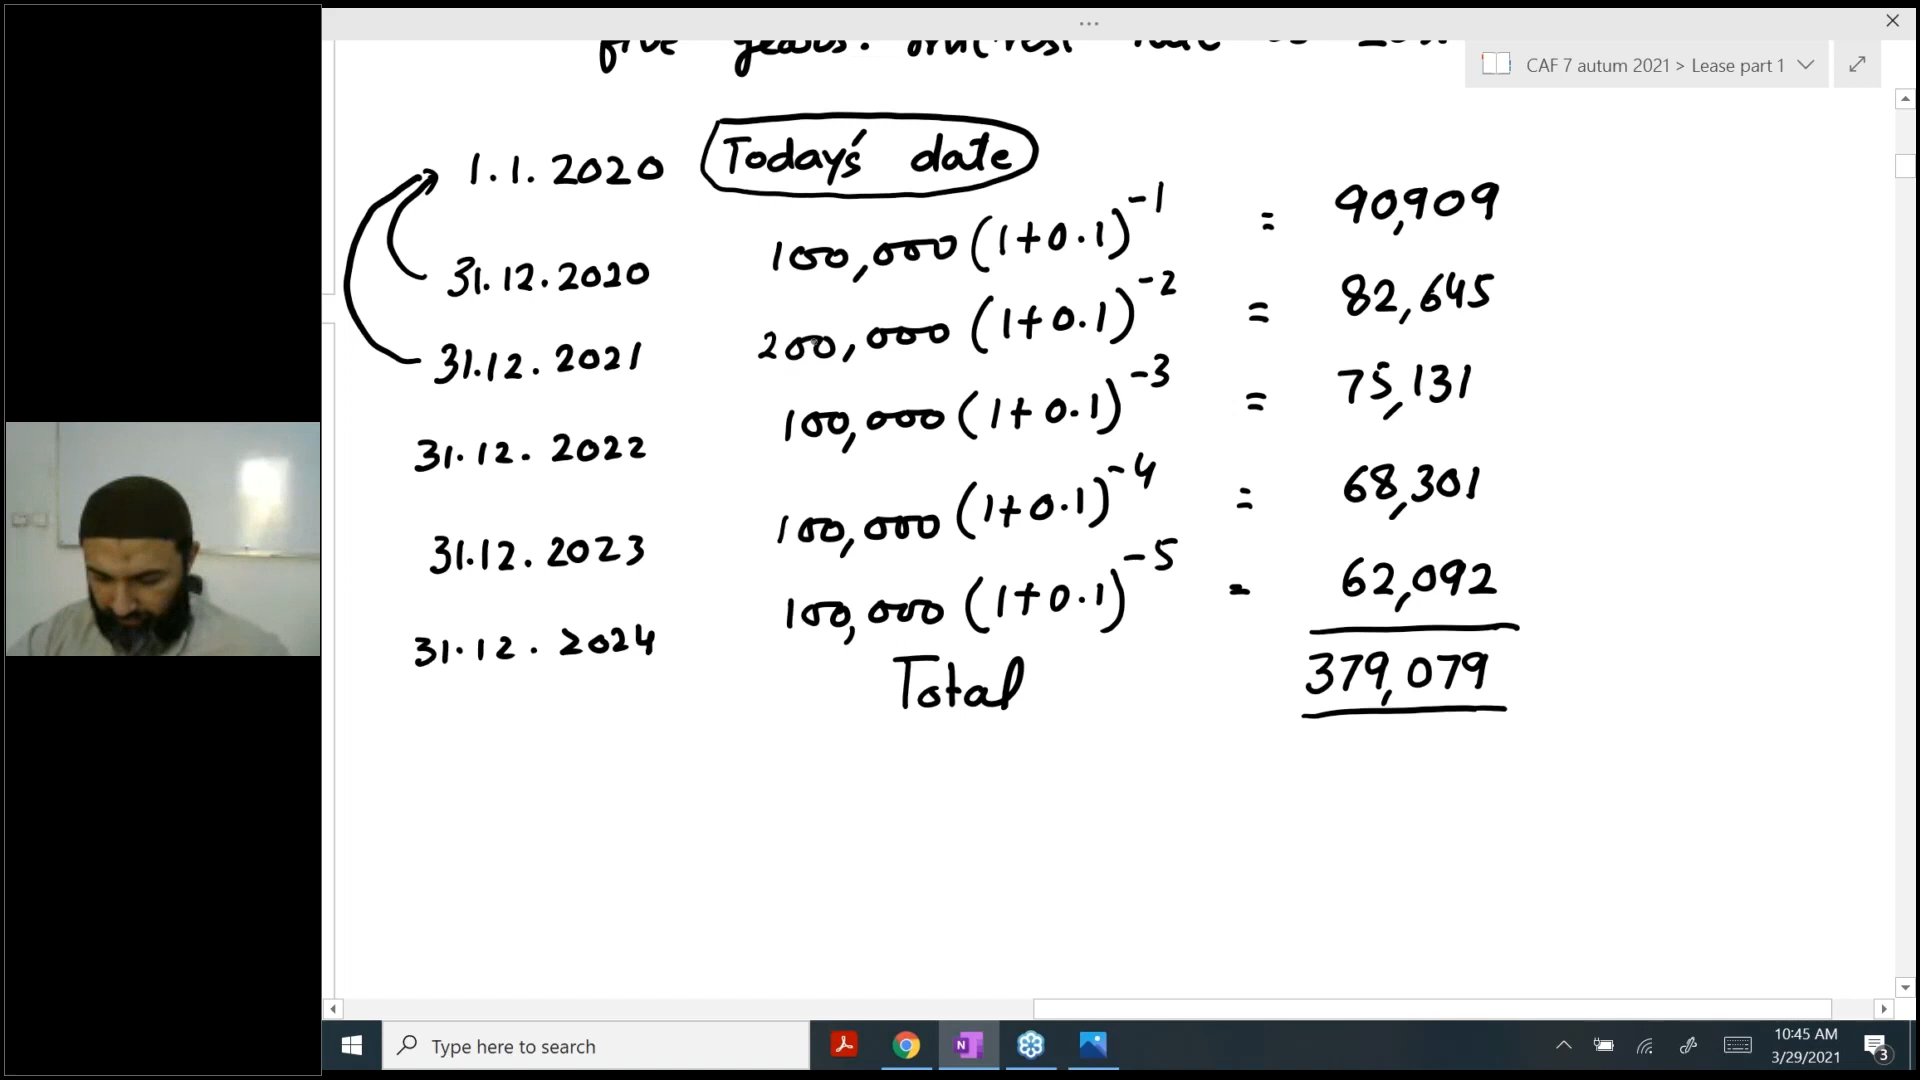 CAF 7 autum 2021 > Lease part 1
1.1.2020 Today's date
31.12.2020 100,000 (1+0.1)^-1 = 90,909
31.12.2021 200,000 (1+0.1)^-2 = 82,645
31.12.2022 100,000 (1+0.1)^-3 = 75,131
31.12.2023 100,000 (1+0.1)^-4 = 68,301
31.12.2024 100,000 (1+0.1)^-5 = 62,092
Total 379,079
Type here to search
10:45 AM
3/29/2021
3